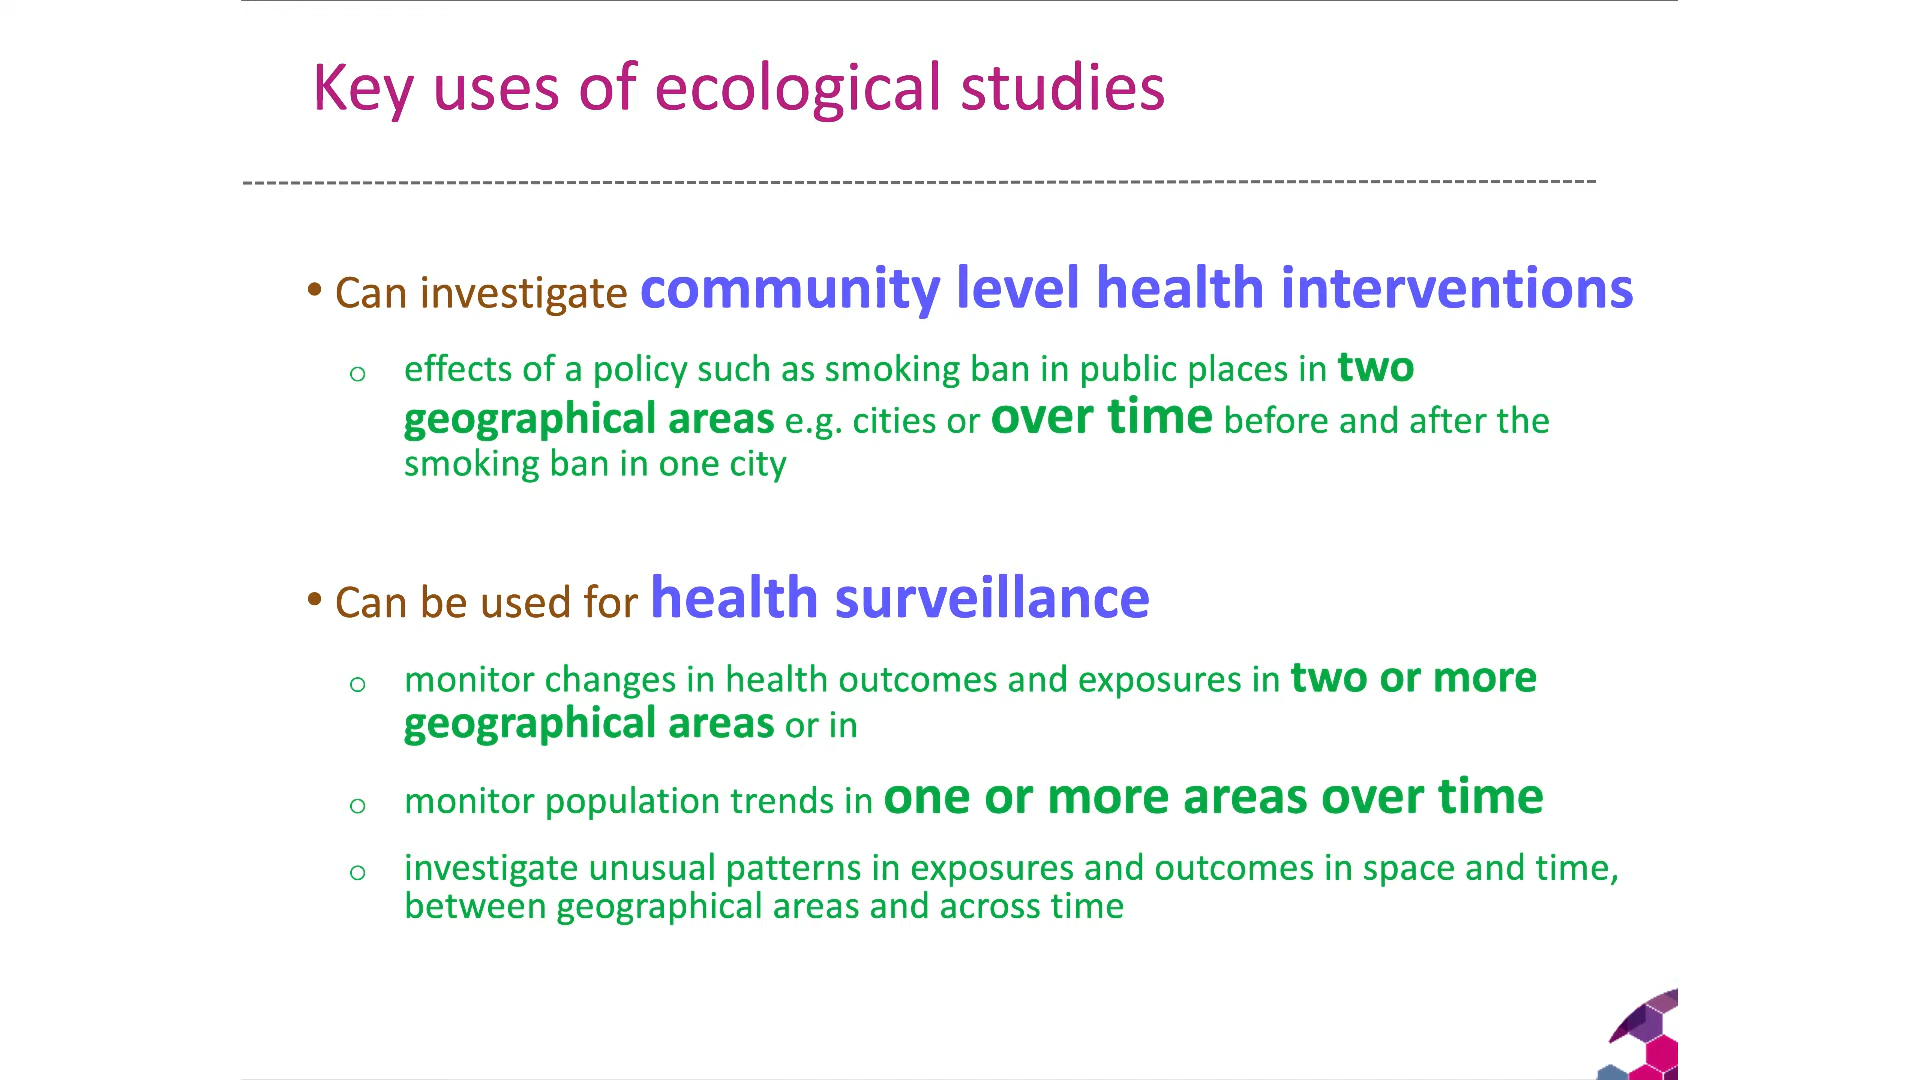 Key uses of ecological studies
• Can investigate community level health interventions
o effects of a policy such as smoking ban in public places in two
geographical areas e.g. cities or over time before and after the
smoking ban in one city
• Can be used for health surveillance
o monitor changes in health outcomes and exposures in two or more
geographical areas or in
o monitor population trends in one or more areas over time
o investigate unusual patterns in exposures and outcomes in space and time,
between geographical areas and across time